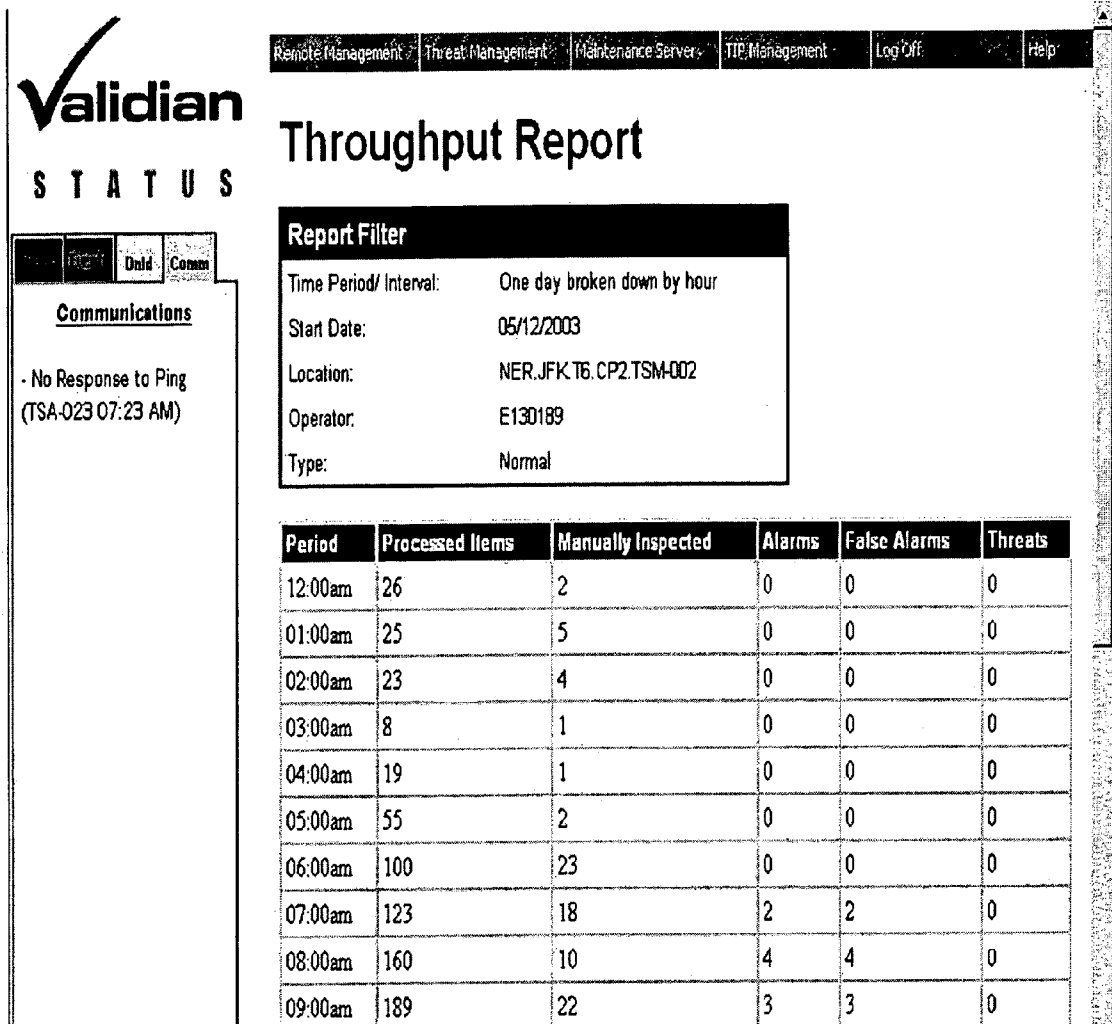 Validian
STATUS
Dnld Comm
Communications
- No Response to Ping
(TSA-023 07:23 AM)
Remote Management Threat Management Maintenance Server TIP Management Log Off Help
Throughput Report
Report Filter
Time Period/ Interval: One day broken down by hour
Start Date: 05/12/2003
Location: NER.JFK.T6.CP2.TSM-002
Operator: E130189
Type: Normal
Period Processed Items Manually Inspected Alarms False Alarms Threats
12:00am 26 2 0 0 0
01:00am 25 5 0 0 0
02:00am 23 4 0 0 0
03:00am 8 1 0 0 0
04:00am 19 1 0 0 0
05:00am 55 2 0 0 0
06:00am 100 23 0 0 0
07:00am 123 18 2 2 0
08:00am 160 10 4 4 0
09:00am 189 22 3 3 0